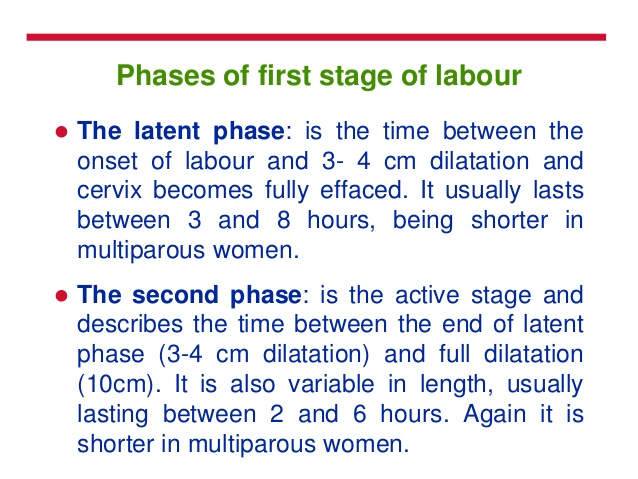 Phases of first stage of labour
The latent phase: is the time between the
onset of labour and 3- 4 cm dilatation and
cervix becomes fully effaced. It usually lasts
between 3 and 8 hours, being shorter in
multiparous women.
The second phase: is the active stage and
describes the time between the end of latent
phase (3-4 cm dilatation) and full dilatation
(10cm). It is also variable in length, usually
lasting between 2 and 6 hours. Again it is
shorter in multiparous women.